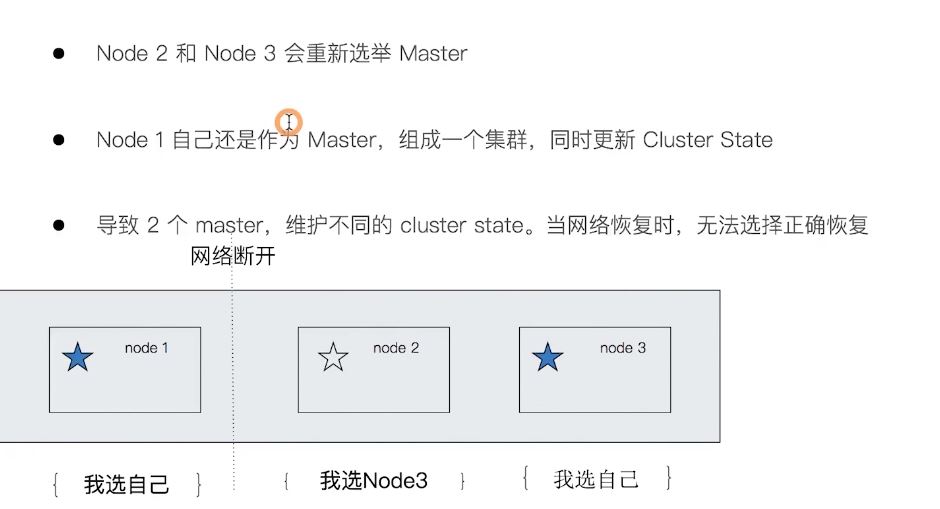 ● Node 2 和 Node 3 会重新选举 Master
● Node 1 自己还是作为 Master，组成一个集群，同时更新 Cluster State
● 导致 2 个 master，维护不同的 cluster state。当网络恢复时，无法选择正确恢复
网络断开
node 1
node 2
node 3
{ 我选自己 }
{ 我选Node3 }
{ 我选自己 }